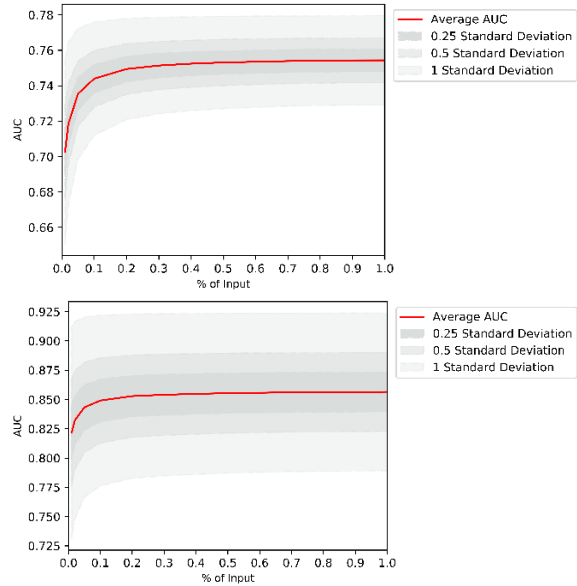 0.78
0.76
0.74
0.72
0.70
0.68
0.66
AUC
0.0 0.1 0.2 0.3 0.4 0.5 0.6 0.7 0.8 0.9 1.0
% of Input
Average AUC
0.25 Standard Deviation
0.5 Standard Deviation
1 Standard Deviation
0.925
0.900
0.875
0.850
0.825
0.800
0.775
0.750
0.725
AUC
0.0 0.1 0.2 0.3 0.4 0.5 0.6 0.7 0.8 0.9 1.0
% of Input
Average AUC
0.25 Standard Deviation
0.5 Standard Deviation
1 Standard Deviation